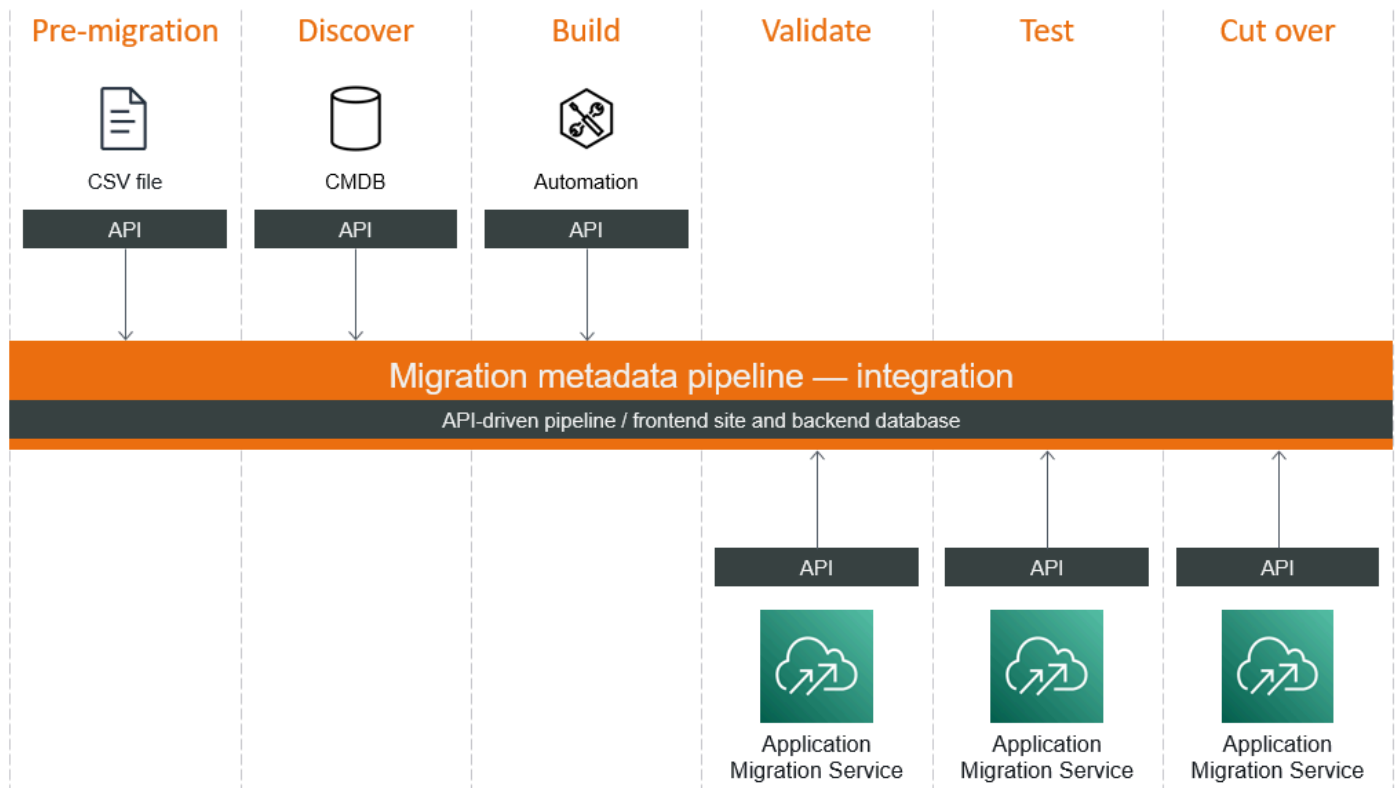 Pre-migration
Discover
Build
Validate
Test
Cut over
CSV file
CMDB
Automation
API
API
API
Migration metadata pipeline — integration
API-driven pipeline / frontend site and backend database
API
API
API
Application
Migration Service
Application
Migration Service
Application
Migration Service